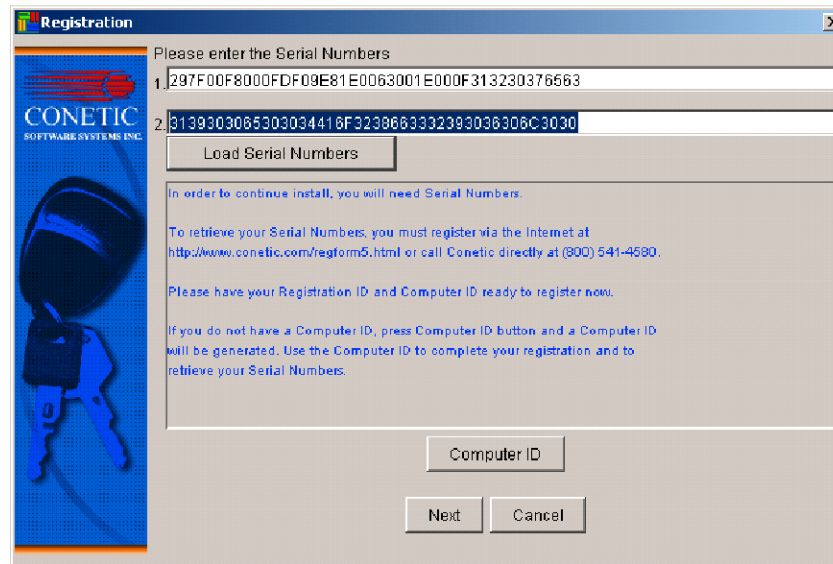 Registration
Please enter the Serial Numbers
1. 297F00F8000FDF09E81E0063001E000F313230376563
CONETIC
SOFTWARE SYSTEMS INC.
2. 3139303065303034416F3238663332393036306C3030
Load Serial Numbers
In order to continue install, you will need Serial Numbers.
To retrieve your Serial Numbers, you must register via the Internet at
http://www.conetic.com/regform5.html or call Conetic directly at (800) 541-4580.
Please have your Registration ID and Computer ID ready to register now.
If you do not have a Computer ID, press Computer ID button and a Computer ID
will be generated. Use the Computer ID to complete your registration and to
retrieve your Serial Numbers.
Computer ID
Next Cancel